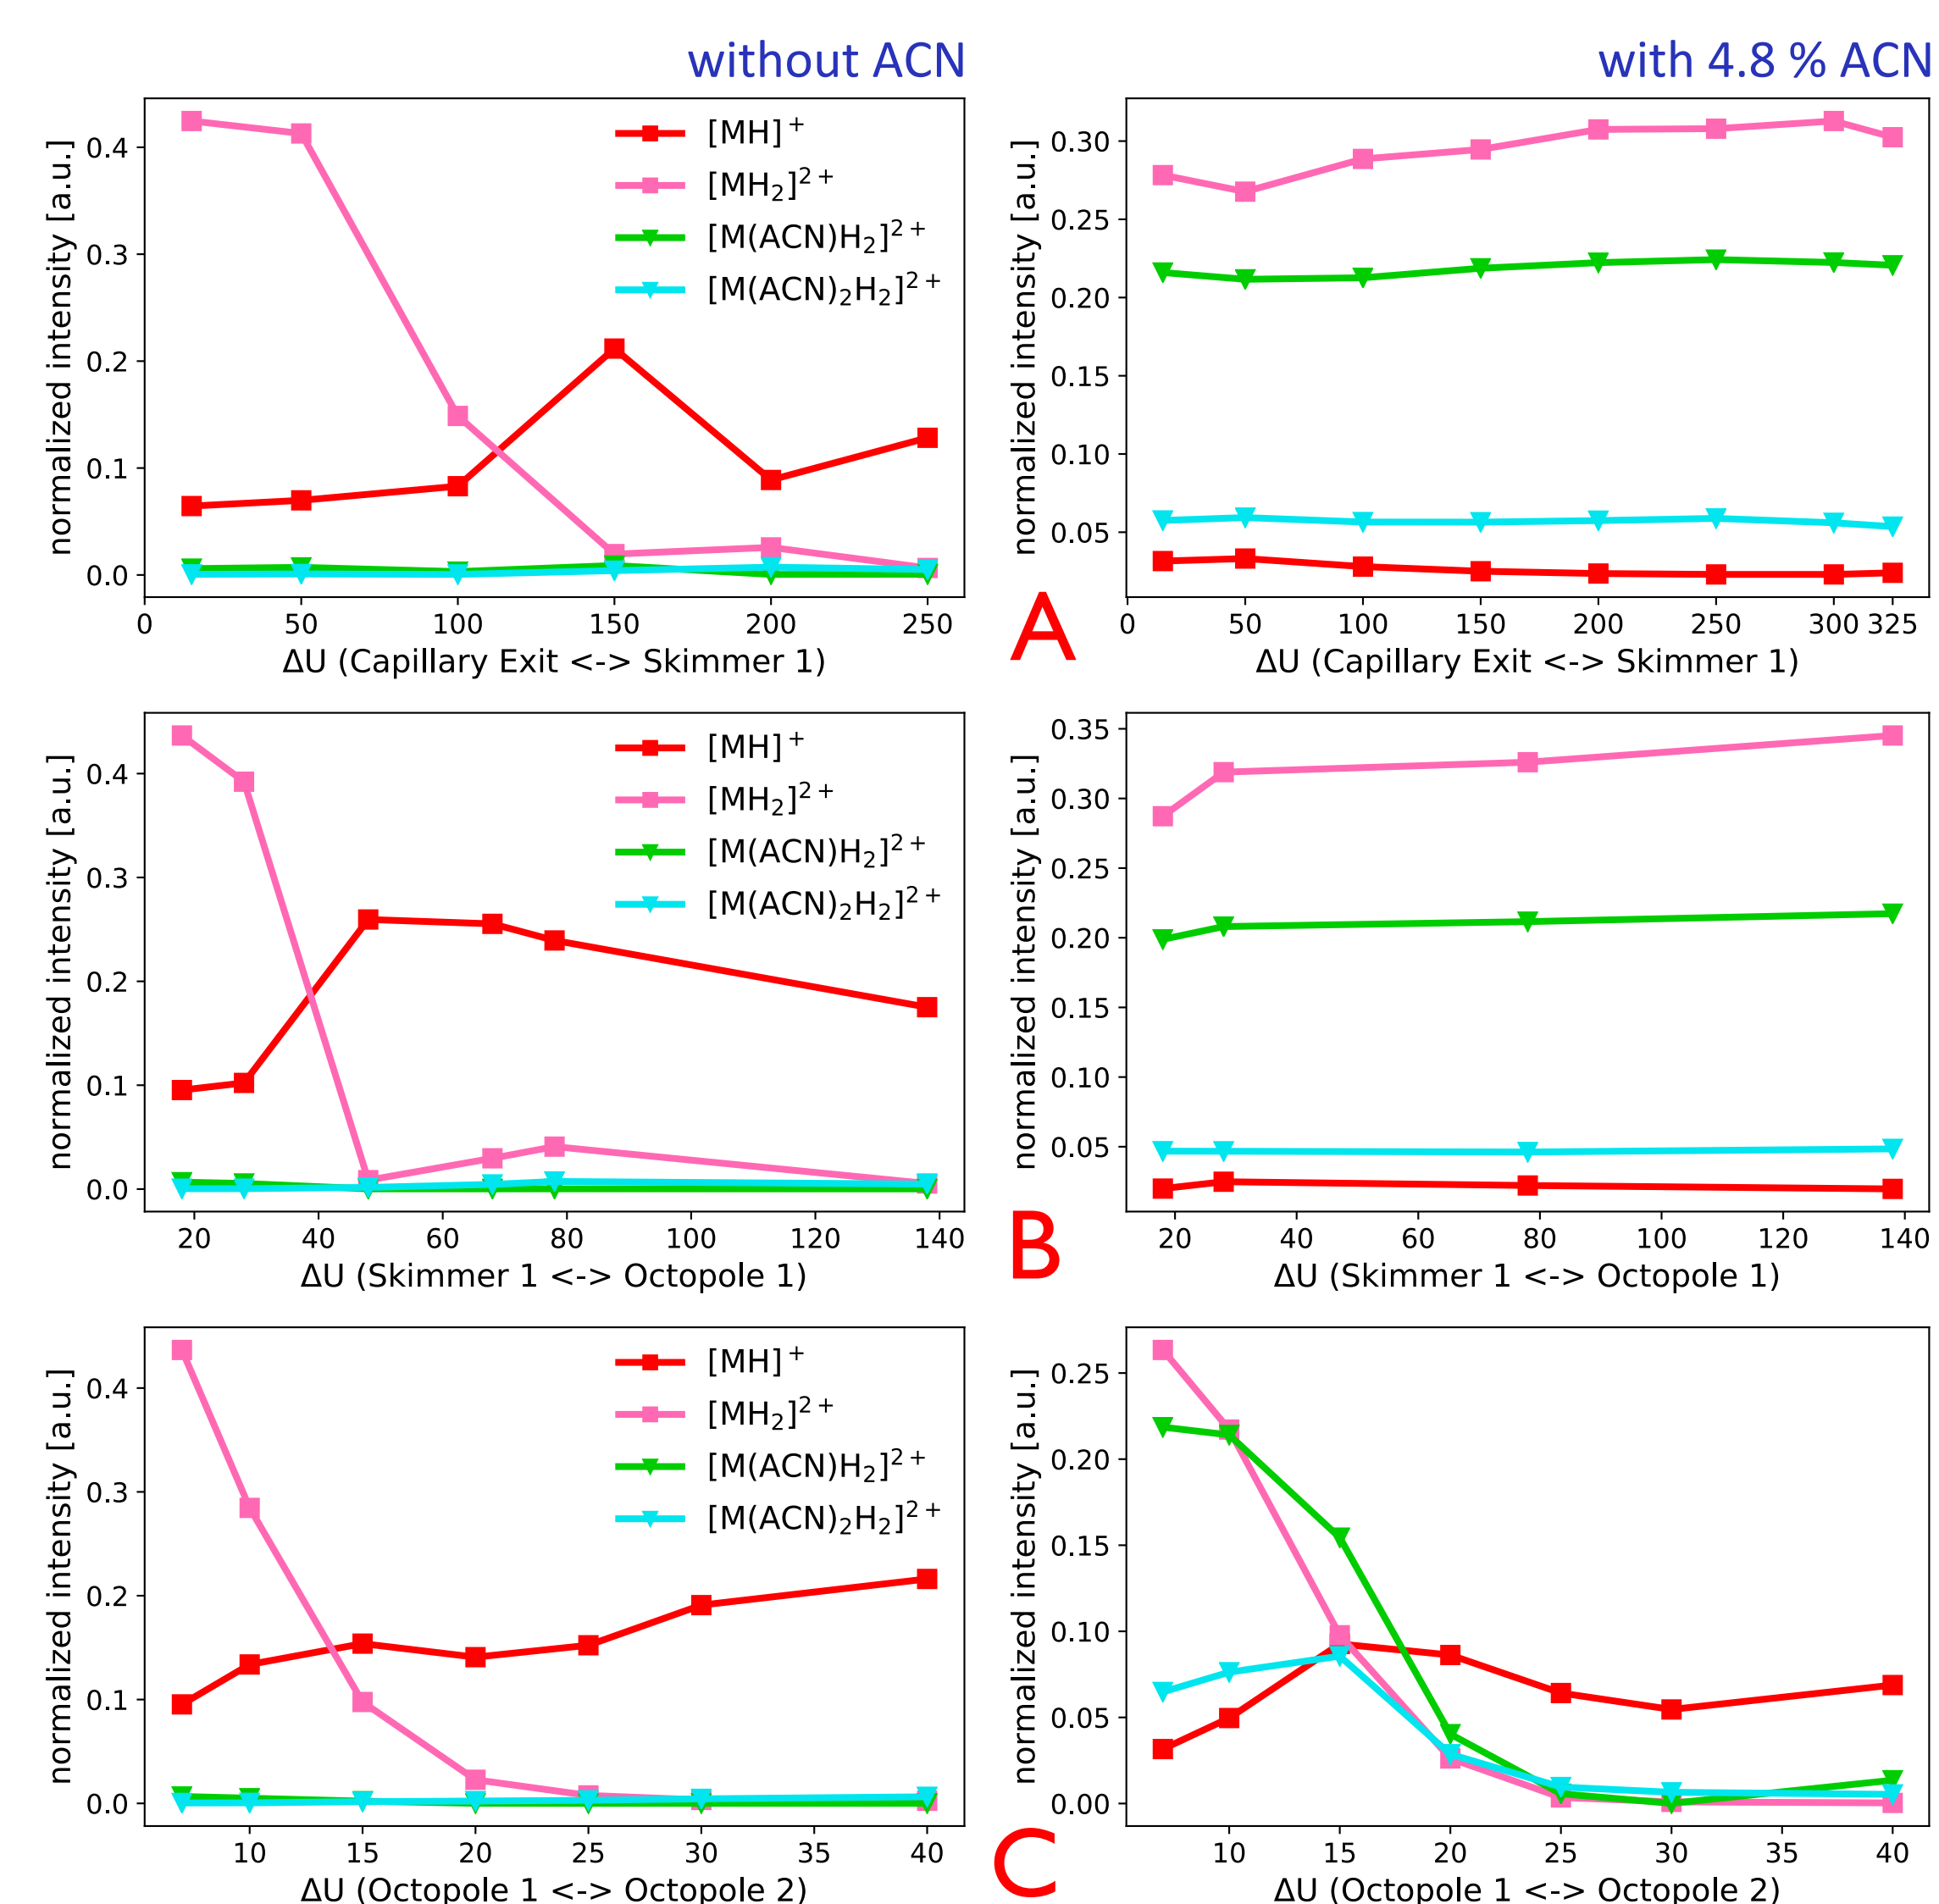 without ACN
with 4.8 % ACN
normalized intensity [a.u.]
0.4
0.3
0.2
0.1
0.0
[MH]⁺
[MH₂]²⁺
[M(ACN)H₂]²⁺
[M(ACN)₂H₂]²⁺
0 50 100 150 200 250
ΔU (Capillary Exit <-> Skimmer 1)
A
normalized intensity [a.u.]
0.30
0.25
0.20
0.15
0.10
0.05
0 50 100 150 200 250 300 325
ΔU (Capillary Exit <-> Skimmer 1)
normalized intensity [a.u.]
0.4
0.3
0.2
0.1
0.0
[MH]⁺
[MH₂]²⁺
[M(ACN)H₂]²⁺
[M(ACN)₂H₂]²⁺
20 40 60 80 100 120 140
ΔU (Skimmer 1 <-> Octopole 1)
B
normalized intensity [a.u.]
0.35
0.30
0.25
0.20
0.15
0.10
0.05
20 40 60 80 100 120 140
ΔU (Skimmer 1 <-> Octopole 1)
normalized intensity [a.u.]
0.4
0.3
0.2
0.1
0.0
[MH]⁺
[MH₂]²⁺
[M(ACN)H₂]²⁺
[M(ACN)₂H₂]²⁺
10 15 20 25 30 35 40
ΔU (Octopole 1 <-> Octopole 2)
C
normalized intensity [a.u.]
0.25
0.20
0.15
0.10
0.05
0.00
10 15 20 25 30 35 40
ΔU (Octopole 1 <-> Octopole 2)